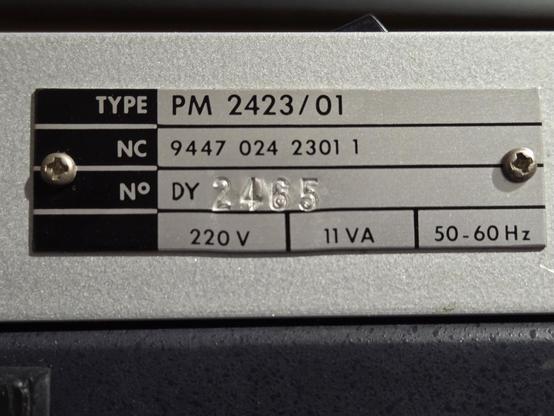 TYPE PM 2423/01
NC 9447 024 2301 1
Nº DY 2465
220 V 11 VA 50-60 Hz